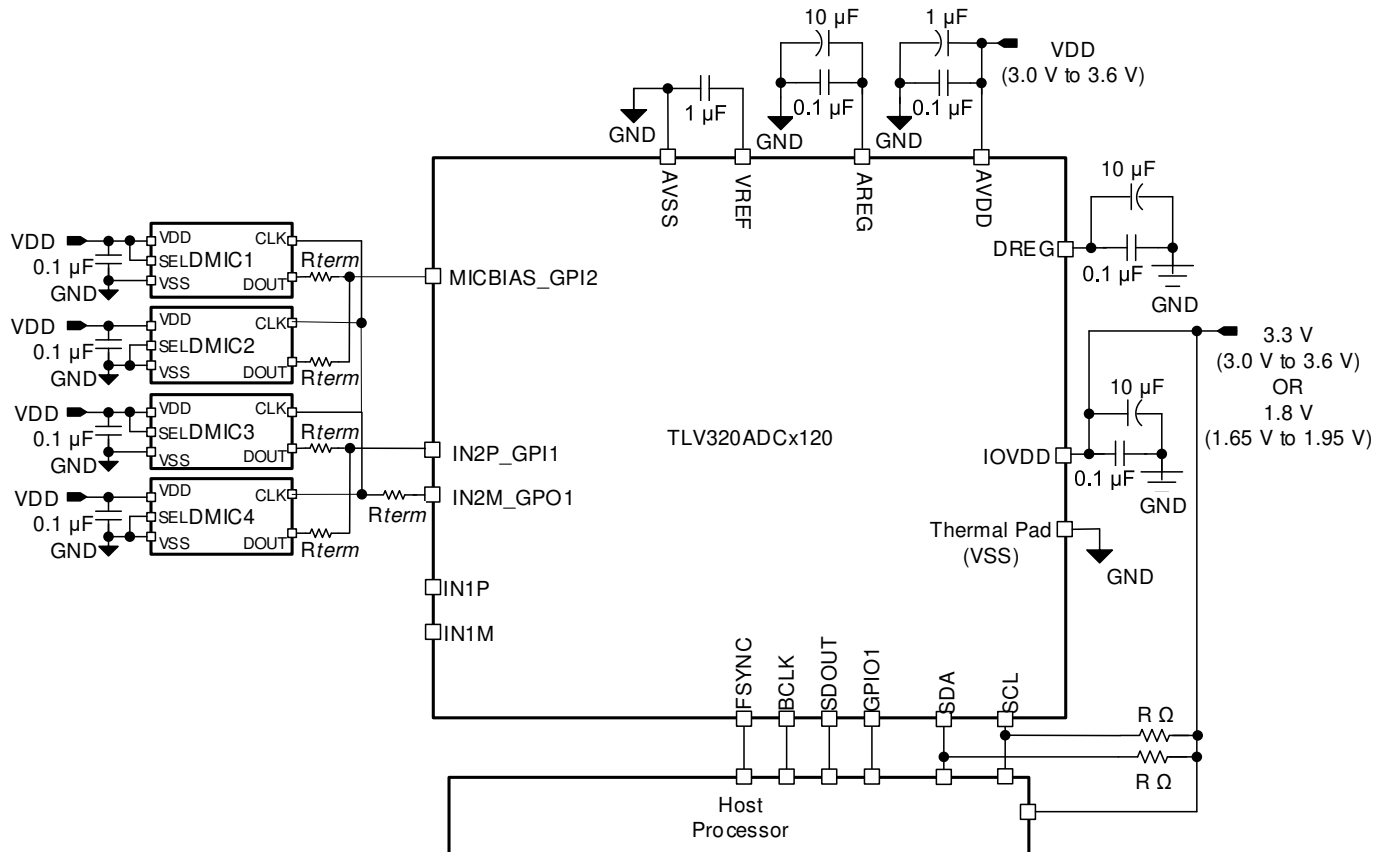 10 µF
1 µF
VDD
(3.0 V to 3.6 V)
1 µF
0.1 µF
0.1 µF
GND
GND
GND
AVSS
VREF
AREG
AVDD
10 µF
DREG
0.1 µF
GND
VDD
0.1 µF
GND
VDD
SEL
VSS
DMIC1
CLK
DOUT
Rterm
MICBIAS_GPI2
VDD
0.1 µF
GND
VDD
SEL
VSS
DMIC2
CLK
DOUT
Rterm
VDD
0.1 µF
GND
VDD
SEL
VSS
DMIC3
CLK
DOUT
Rterm
IN2P_GPI1
VDD
0.1 µF
GND
VDD
SEL
VSS
DMIC4
CLK
DOUT
Rterm
Rterm
IN2M_GPO1
IN1P
IN1M
TLV320ADCx120
3.3 V
(3.0 V to 3.6 V)
OR
1.8 V
(1.65 V to 1.95 V)
10 µF
IOVDD
0.1 µF
GND
Thermal Pad
(VSS)
GND
FSYNC
BCLK
SDOUT
GPIO1
SDA
SCL
R Ω
R Ω
Host
Processor